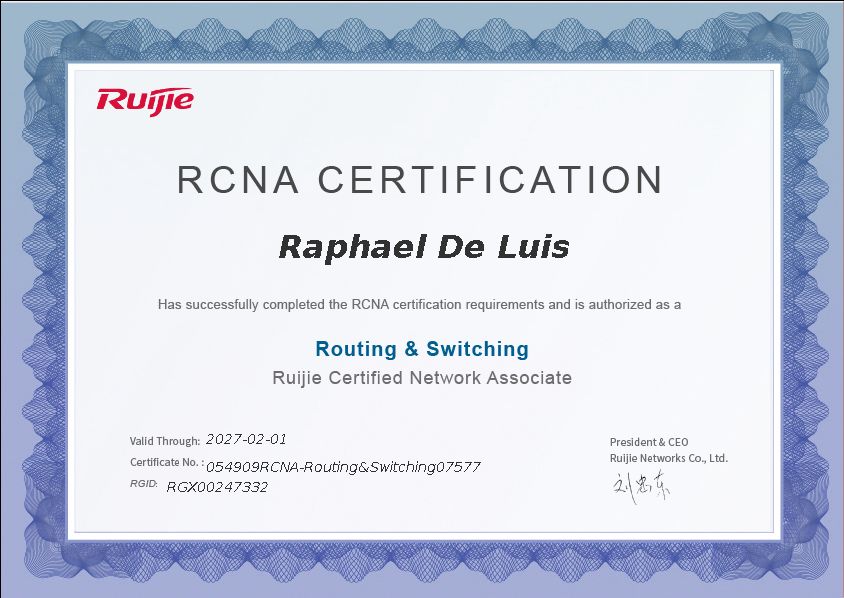 Ruijie
RCNA CERTIFICATION
Raphael De Luis
Has successfully completed the RCNA certification requirements and is authorized as a
Routing & Switching
Ruijie Certified Network Associate
Valid Through: 2027-02-01
Certificate No. : 054909RCNA-Routing&Switching07577
RGID: RGX00247332
President & CEO
Ruijie Networks Co., Ltd.
刘忠东